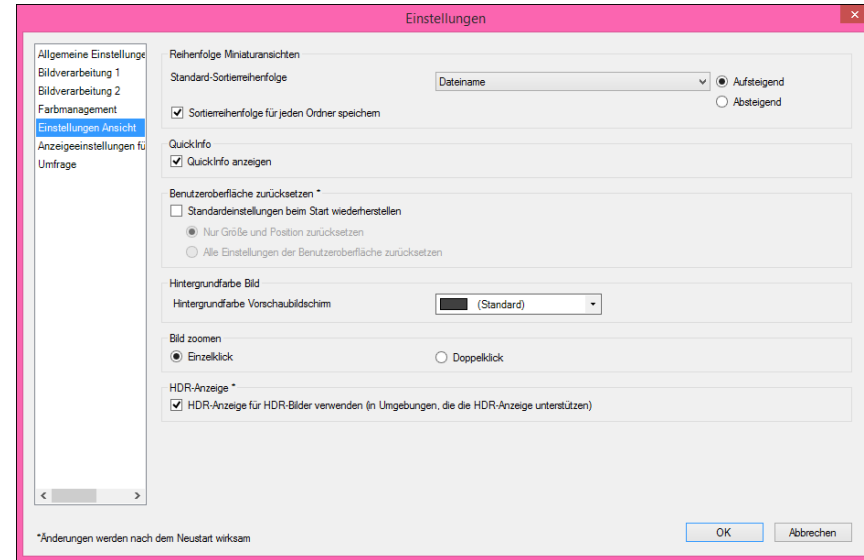 Einstellungen
Allgemeine Einstellunge
Bildverarbeitung 1
Bildverarbeitung 2
Farbmanagement
Einstellungen Ansicht
Anzeigeeinstellungen fü
Umfrage
Reihenfolge Miniaturansichten
Standard-Sortierreihenfolge
Dateiname
Aufsteigend
Absteigend
Sortierreihenfolge für jeden Ordner speichern
QuickInfo
QuickInfo anzeigen
Benutzeroberfläche zurücksetzen *
Standardeinstellungen beim Start wiederherstellen
Nur Größe und Position zurücksetzen
Alle Einstellungen der Benutzeroberfläche zurücksetzen
Hintergrundfarbe Bild
Hintergrundfarbe Vorschaubildschirm
(Standard)
Bild zoomen
Einzelklick
Doppelklick
HDR-Anzeige *
HDR-Anzeige für HDR-Bilder verwenden (in Umgebungen, die die HDR-Anzeige unterstützen)
*Änderungen werden nach dem Neustart wirksam
OK
Abbrechen